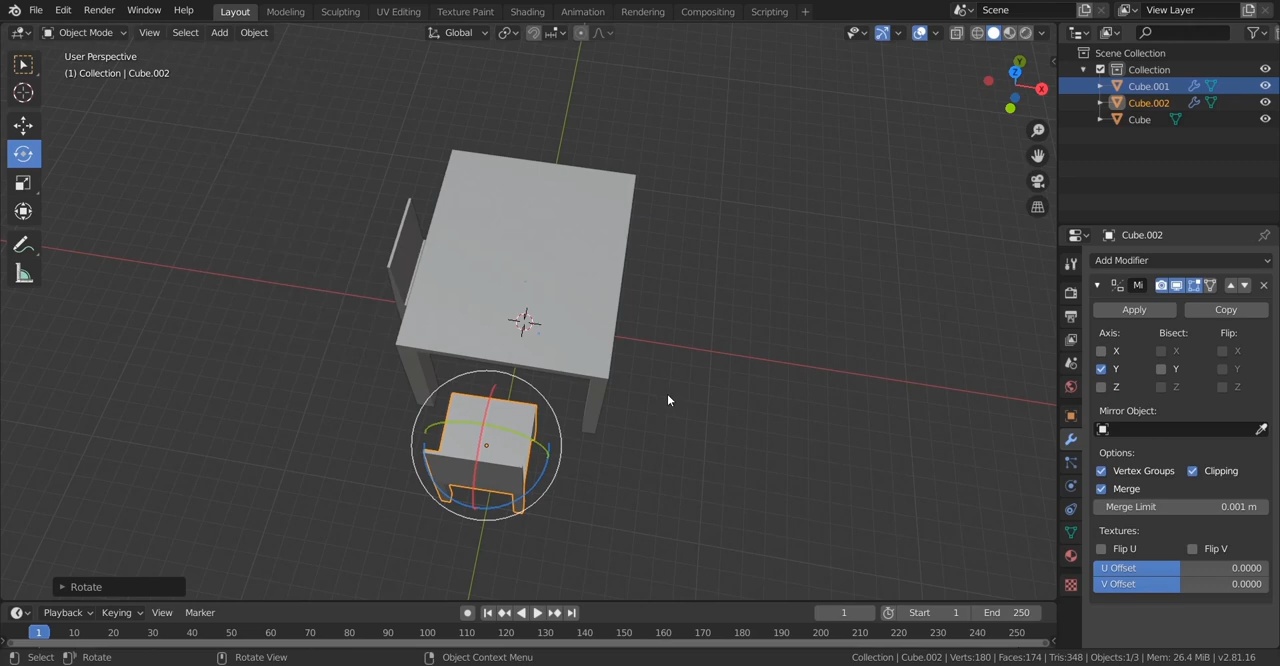 File Edit Render Window Help Layout Modeling Sculpting UV Editing Texture Paint Shading Animation Rendering Compositing Scripting + Scene View Layer
Object Mode View Select Add Object Global
User Perspective
(1) Collection | Cube.002
Scene Collection
Collection
Cube.001
Cube.002
Cube
Y
Z
X
Cube.002
Add Modifier
Mi
Apply Copy
Axis: Bisect: Flip:
X X X
Y Y Y
Z Z Z
Mirror Object:
Options:
Vertex Groups Clipping
Merge
Merge Limit 0.001 m
Textures:
Flip U Flip V
U Offset 0.0000
V Offset 0.0000
Rotate
Playback Keying View Marker 1 Start 1 End 250
1 10 20 30 40 50 60 70 80 90 100 110 120 130 140 150 160 170 180 190 200 210 220 230 240 250
Select Rotate Rotate View Object Context Menu Collection | Cube.002 | Verts:180 | Faces:174 | Tris:348 | Objects:1/3 | Mem: 26.4 MiB | v2.81.16